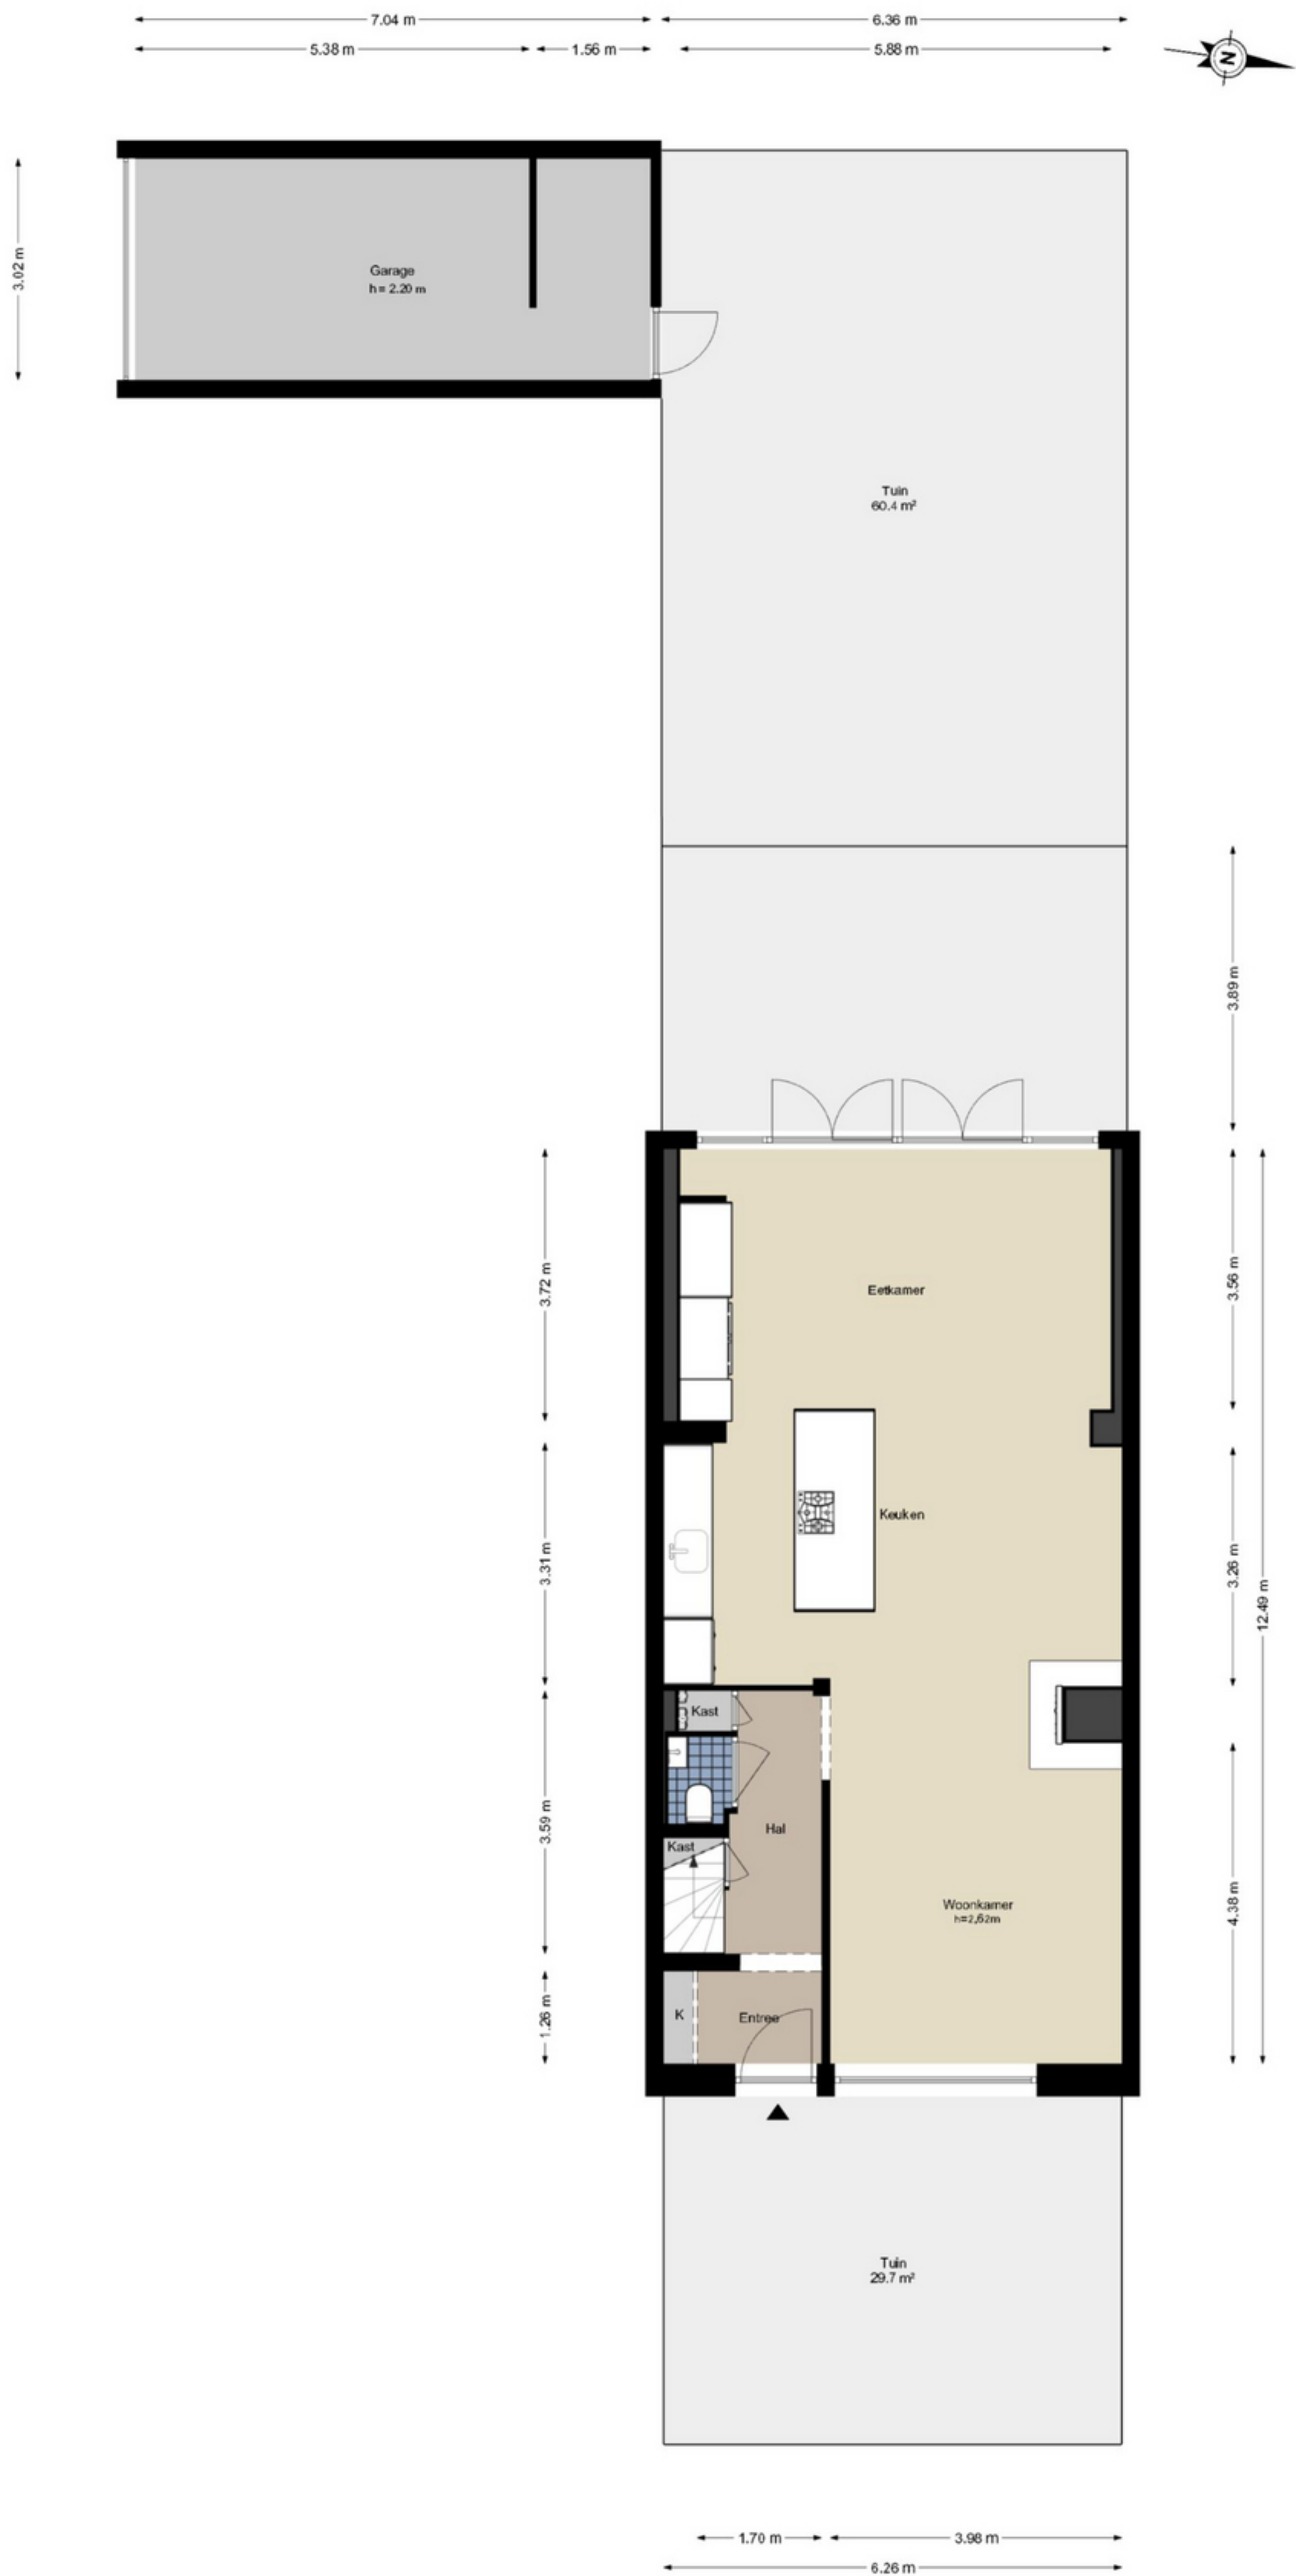 7.04 m
6.36 m
5.38 m
1.56 m
5.88 m
N
3.02 m
Garage
h = 2.20 m
Tuin
60.4 m²
3.89 m
3.72 m
Eetkamer
3.56 m
3.31 m
Keuken
3.26 m
12.49 m
Kast
3.59 m
Hal
Kast
Woonkamer
h=2,62m
4.38 m
1.26 m
K
Entree
Tuin
29.7 m²
1.70 m
3.98 m
6.26 m